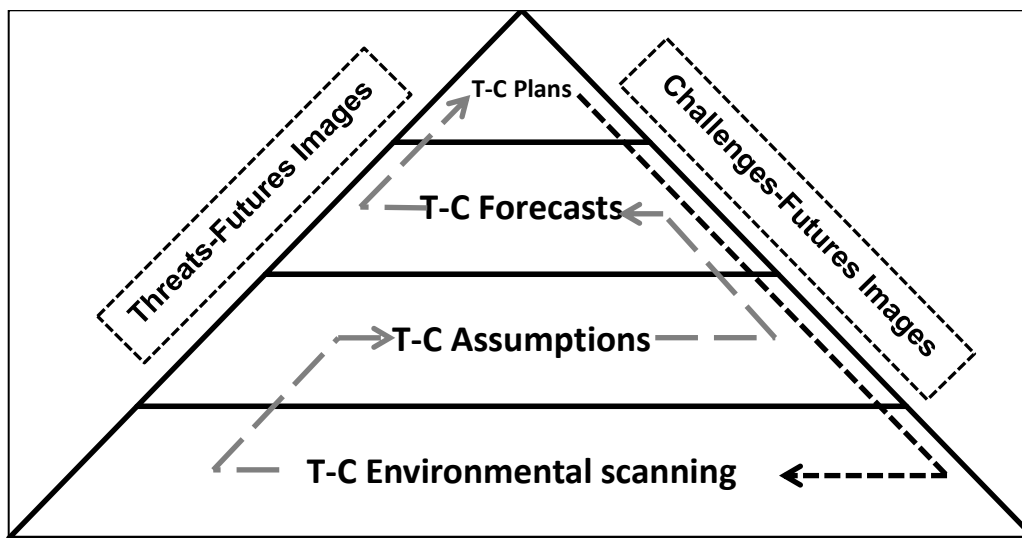 T-C Plans
Threats-Futures Images
Challenges-Futures Images
T-C Forecasts
T-C Assumptions
T-C Environmental scanning